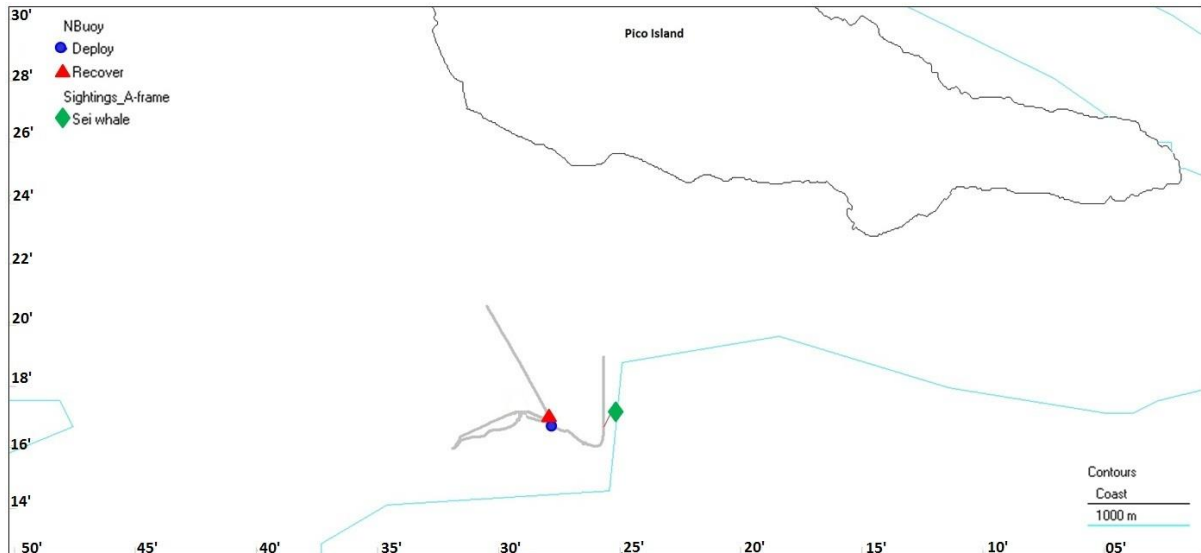 30'
NBuoy
Pico Island
Deploy
28'
Recover
Sightings_A-frame
Sei whale
26'
24'
22'
20'
18'
16'
14'
Contours
Coast
1000 m
50' 45' 40' 35' 30' 25' 20' 15' 10' 05'